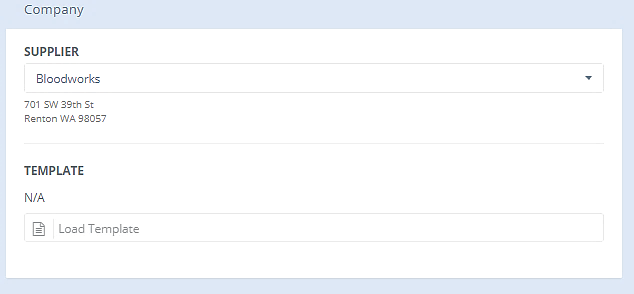 Company
SUPPLIER
Bloodworks
701 SW 39th St
Renton WA 98057
TEMPLATE
N/A
Load Template